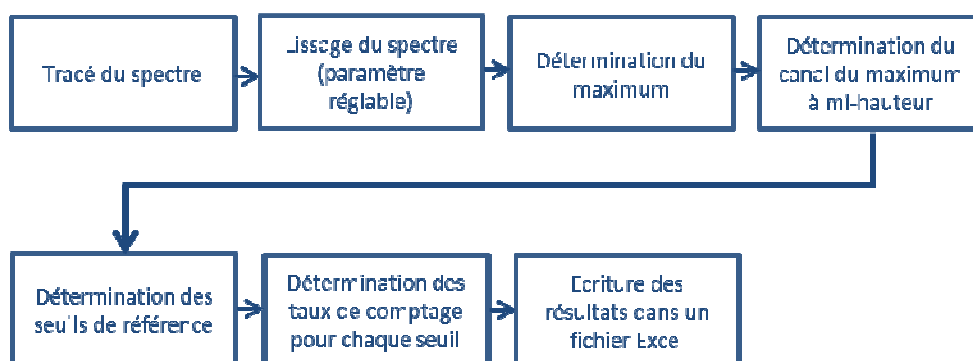 Tracé du spectre
Lissage du spectre
(paramètre
réglable)
Détermination du
maximum
Détermination du
canal du maximum
à mi-hauteur
Détermination des
seuils de référence
Détermination des
taux de comptage
pour chaque seuil
Ecriture des
résultats dans un
fichier Excel